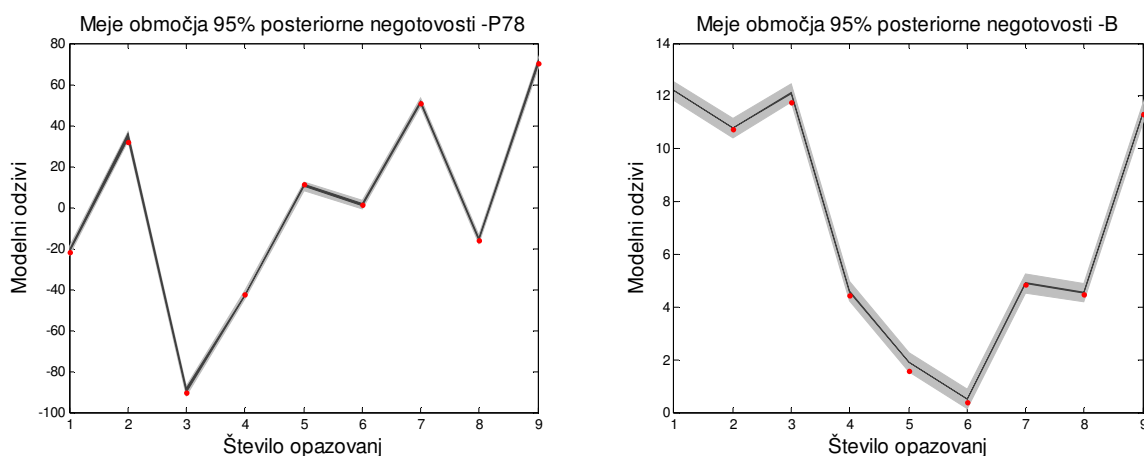 Meje območja 95% posteriorne negotovosti -P78
80
60
40
20
0
-20
-40
-60
-80
-100
Modelni odzivi
1 2 3 4 5 6 7 8 9
Število opazovanj
Meje območja 95% posteriorne negotovosti -B
14
12
10
8
6
4
2
0
Modelni odzivi
1 2 3 4 5 6 7 8 9
Število opazovanj